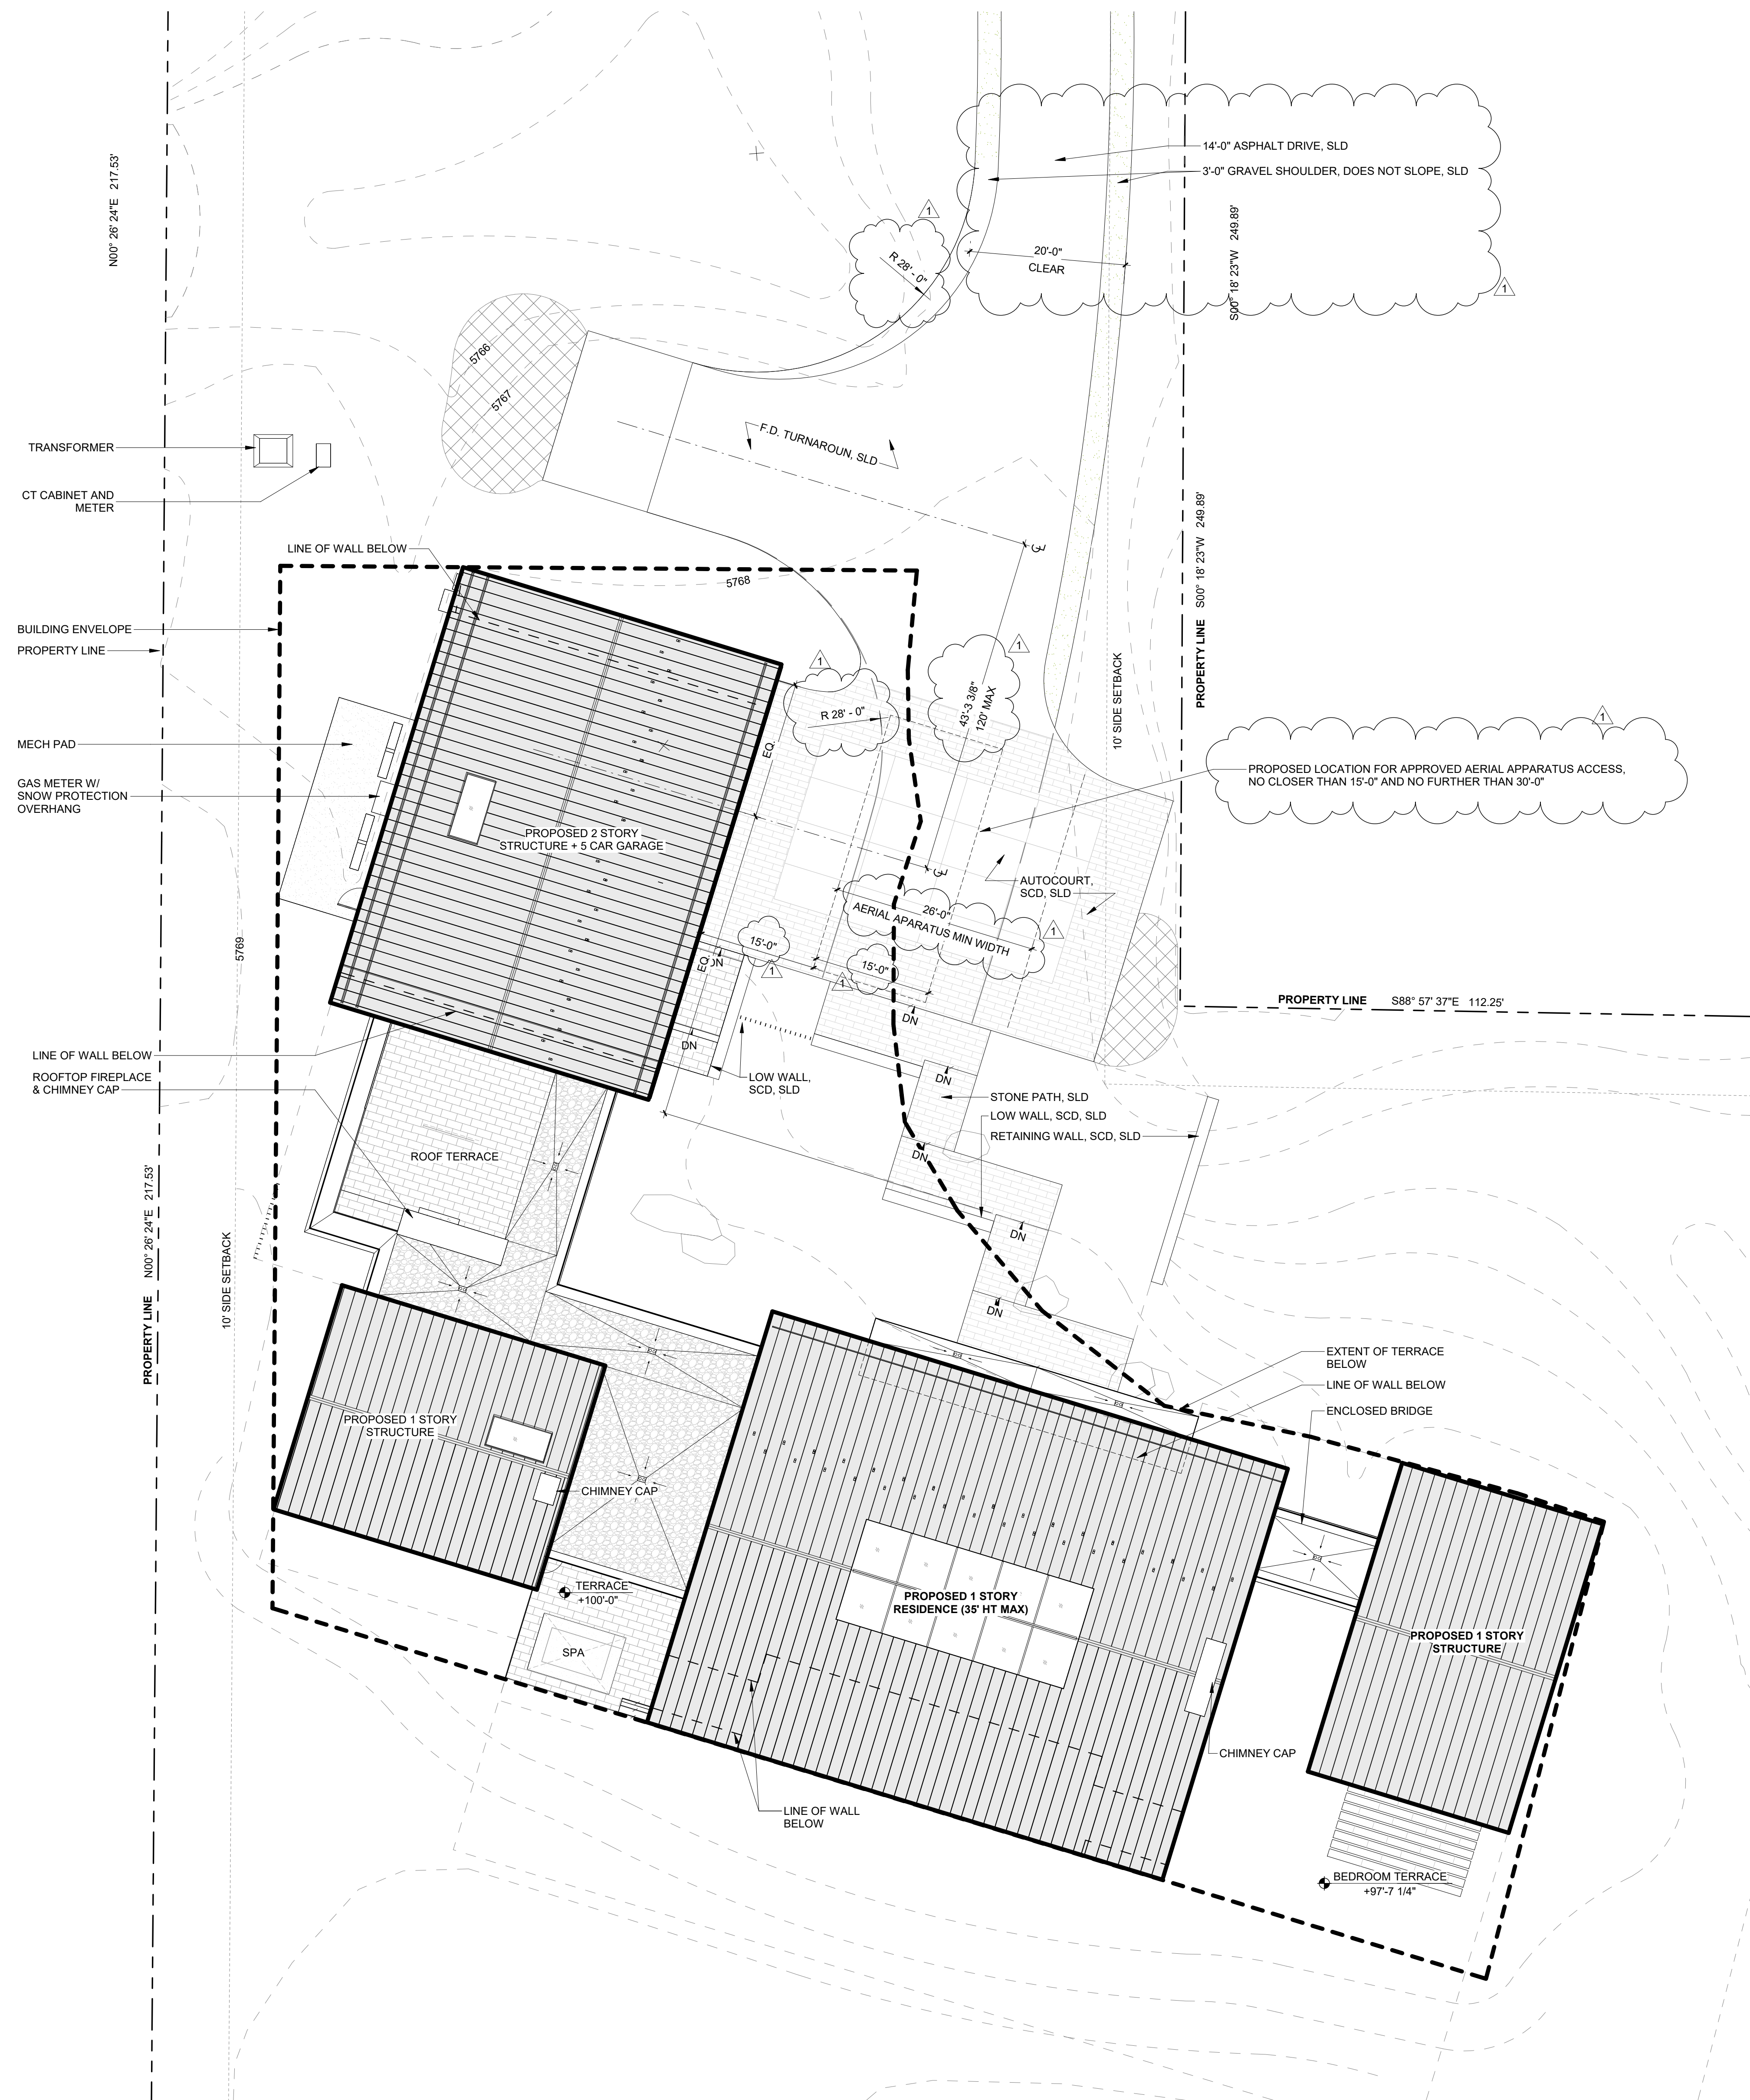 N00° 26' 24"E 217.53'
14'-0" ASPHALT DRIVE, SLD
3'-0" GRAVEL SHOULDER, DOES NOT SLOPE, SLD
1
R 28' - 0"
20'-0"
CLEAR
S00° 18' 23"W 249.89'
1
5766
5767
F.D. TURNAROUN, SLD
TRANSFORMER
CT CABINET AND
METER
LINE OF WALL BELOW
5768
BUILDING ENVELOPE
PROPERTY LINE
PROPERTY LINE S00° 18' 23"W 249.89'
10' SIDE SETBACK
1
1
R 28' - 0"
43'-3 3/8"
120' MAX
1
EQ.
MECH PAD
GAS METER W/
SNOW PROTECTION
OVERHANG
PROPOSED LOCATION FOR APPROVED AERIAL APPARATUS ACCESS,
NO CLOSER THAN 15'-0" AND NO FURTHER THAN 30'-0"
PROPOSED 2 STORY
STRUCTURE + 5 CAR GARAGE
AUTOCOURT,
SCD, SLD
26'-0"
AERIAL APARATUS MIN WIDTH
1
15'-0"
1
15'-0"
1
5769
EQ.
DN
DN
DN
PROPERTY LINE S88° 57' 37"E 112.25'
LINE OF WALL BELOW
ROOFTOP FIREPLACE
& CHIMNEY CAP
LOW WALL,
SCD, SLD
DN
STONE PATH, SLD
LOW WALL, SCD, SLD
RETAINING WALL, SCD, SLD
DN
ROOF TERRACE
PROPERTY LINE N00° 26' 24"E 217.53'
10' SIDE SETBACK
DN
DN
EXTENT OF TERRACE
BELOW
LINE OF WALL BELOW
ENCLOSED BRIDGE
PROPOSED 1 STORY
STRUCTURE
CHIMNEY CAP
TERRACE
+100'-0"
SPA
PROPOSED 1 STORY
RESIDENCE (35' HT MAX)
PROPOSED 1 STORY
STRUCTURE
CHIMNEY CAP
LINE OF WALL
BELOW
BEDROOM TERRACE
+97'-7 1/4"